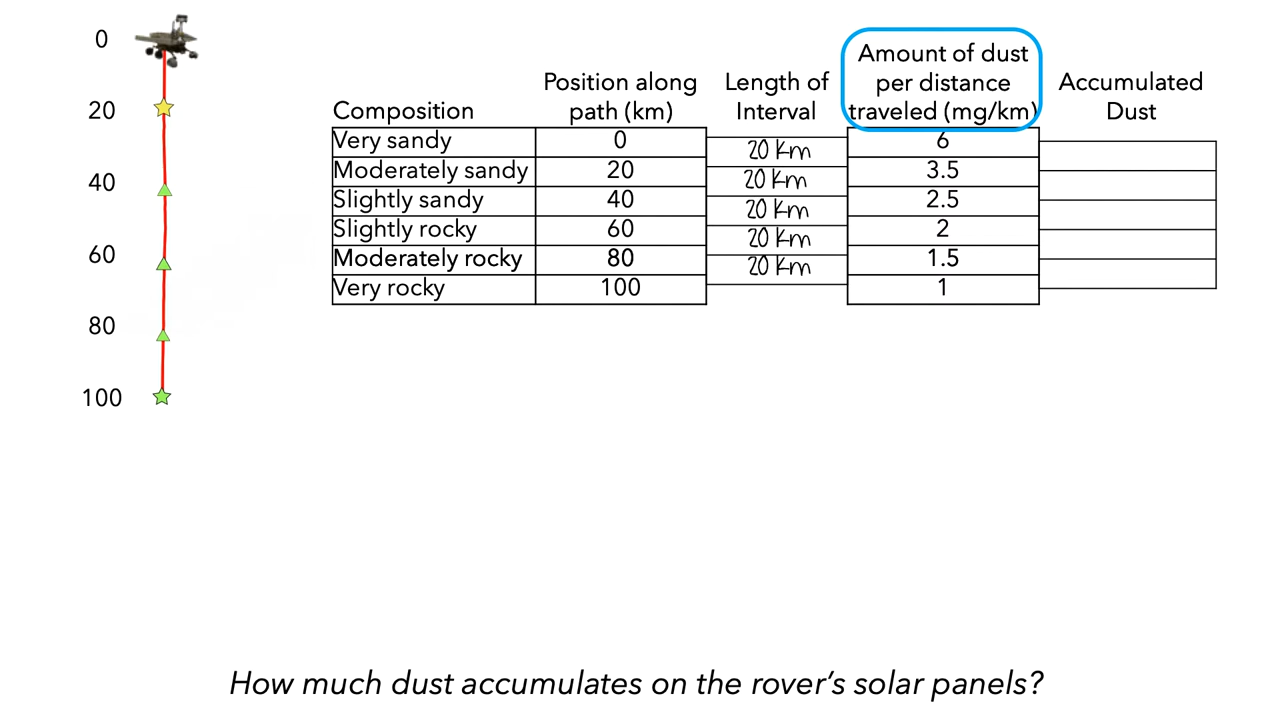 0
20
40
60
80
100
Composition
Position along
path (km)
Length of
Interval
Amount of dust
per distance
traveled (mg/km)
Accumulated
Dust
Very sandy 0 6
20 km
Moderately sandy 20 3.5
20 km
Slightly sandy 40 2.5
20 km
Slightly rocky 60 2
20 km
Moderately rocky 80 1.5
20 km
Very rocky 100 1
How much dust accumulates on the rover's solar panels?